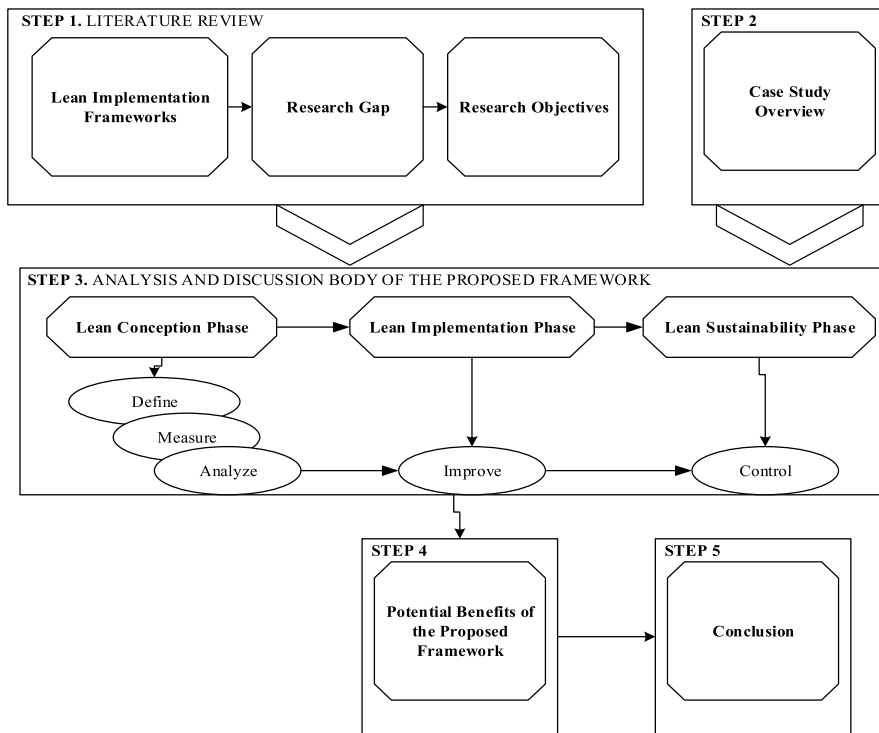 STEP 1. LITERATURE REVIEW
Lean Implementation
Frameworks
Research Gap
Research Objectives
STEP 2
Case Study
Overview
STEP 3. ANALYSIS AND DISCUSSION BODY OF THE PROPOSED FRAMEWORK
Lean Conception Phase
Lean Implementation Phase
Lean Sustainability Phase
Define
Measure
Analyze
Improve
Control
STEP 4
Potential Benefits of
the Proposed
Framework
STEP 5
Conclusion